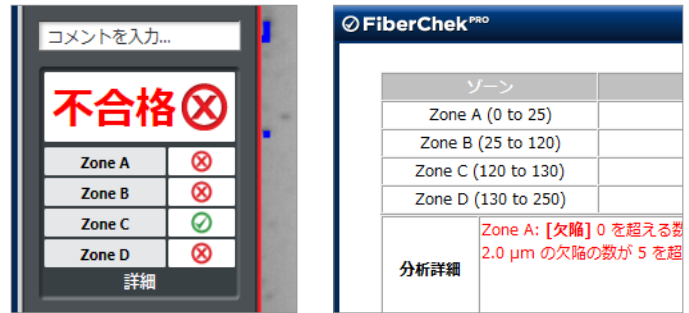 コメントを入力...
不合格
Zone A
Zone B
Zone C
Zone D
詳細
FiberChek PRO
ゾーン
Zone A (0 to 25)
Zone B (25 to 120)
Zone C (120 to 130)
Zone D (130 to 250)
分析詳細
Zone A: [欠陥] 0 を超える数
2.0 μm の欠陥の数が 5 を超